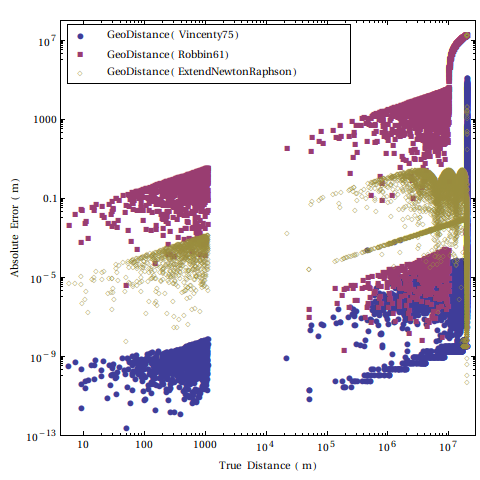 GeoDistance( Vincenty75)
GeoDistance( Robbin61)
GeoDistance( ExtendNewtonRaphson)
10^7
1000
0.1
10^-5
10^-9
10^-13
Absolute Error ( m)
10 100 1000 10^4 10^5 10^6 10^7
True Distance ( m)